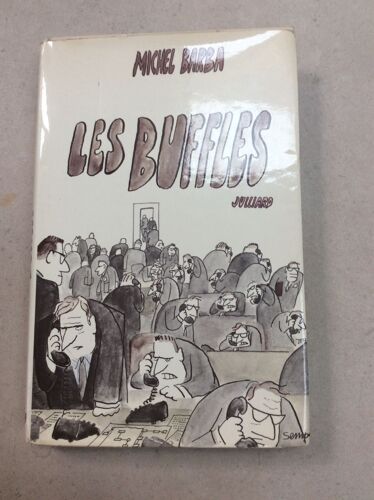 MICHEL BARBA
LES BUFFLES
JULLIARD
Sempé